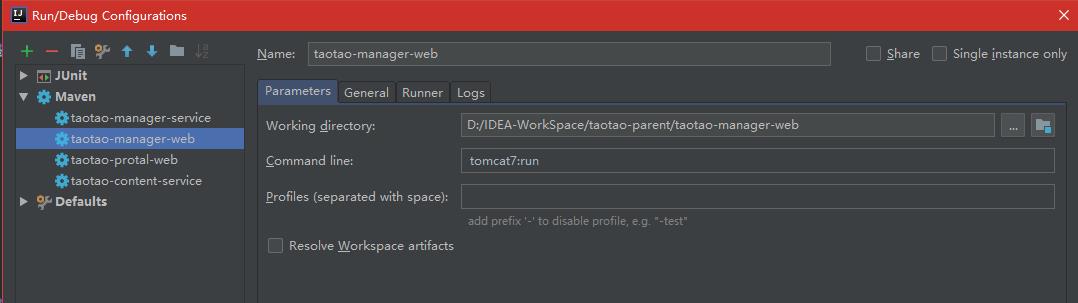 Run/Debug Configurations
Name: taotao-manager-web Share Single instance only
JUnit
Maven
taotao-manager-service
taotao-manager-web
taotao-protal-web
taotao-content-service
Defaults
Parameters General Runner Logs
Working directory: D:/IDEA-WorkSpace/taotao-parent/taotao-manager-web ...
Command line: tomcat7:run
Profiles (separated with space):
add prefix '-' to disable profile, e.g. "-test"
Resolve Workspace artifacts